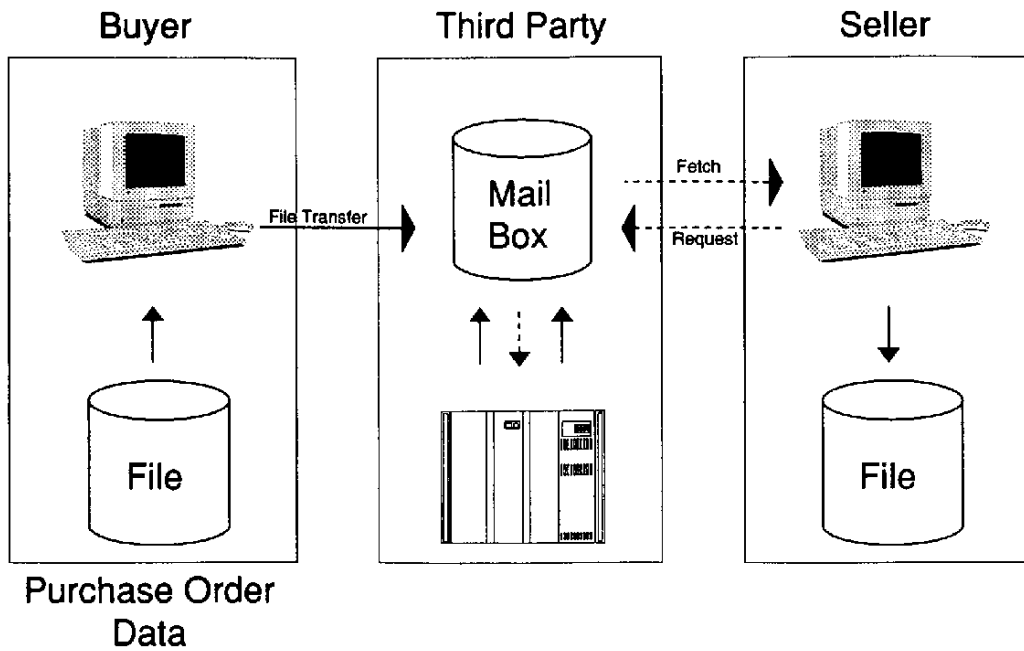 Buyer
Third Party
Seller
Mail
Box
File Transfer
Fetch
Request
File
File
Purchase Order
Data